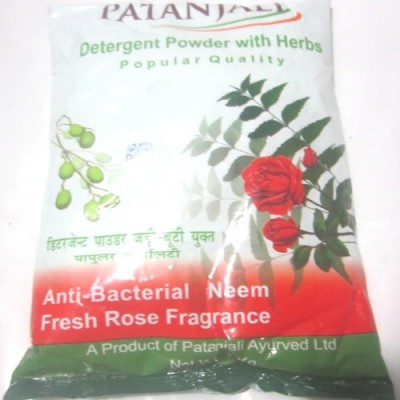 PATANJALI
Detergent Powder with Herbs
Popular Quality
डिटरजेन्ट पाउडर जड़ी-बूटी युक्त
पापुलर
Anti-Bacterial Neem
Fresh Rose Fragrance
A Product of Patanjali Ayurved Ltd
Net